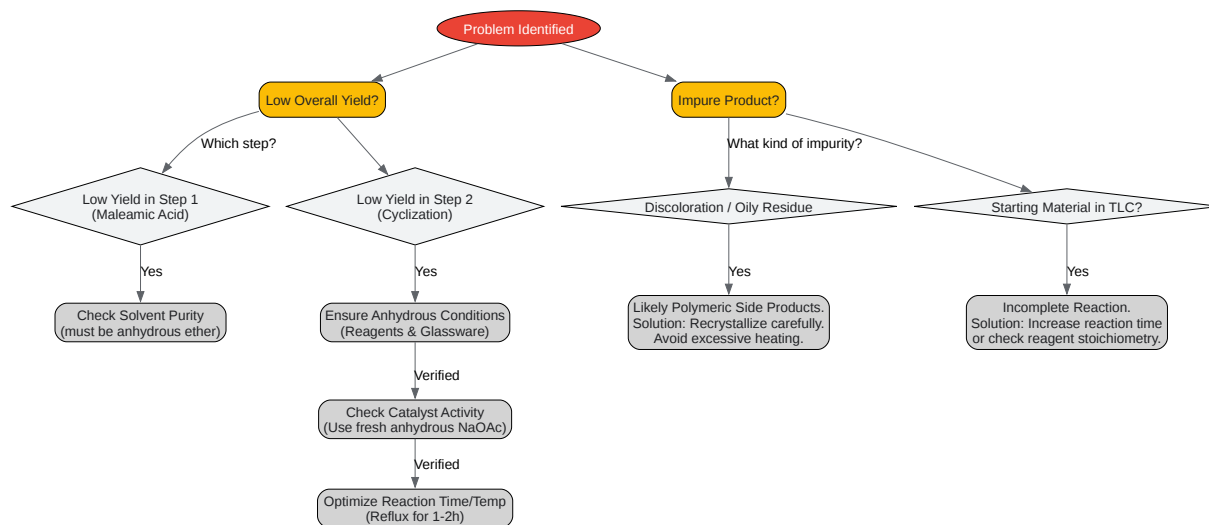 Problem Identified
Low Overall Yield?
Impure Product?
Which step?
What kind of impurity?
Low Yield in Step 1
(Maleamic Acid)
Low Yield in Step 2
(Cyclization)
Discoloration / Oily Residue
Starting Material in TLC?
Yes
Yes
Yes
Yes
Check Solvent Purity
(must be anhydrous ether)
Ensure Anhydrous Conditions
(Reagents & Glassware)
Likely Polymeric Side Products.
Solution: Recrystallize carefully.
Avoid excessive heating.
Incomplete Reaction.
Solution: Increase reaction time
or check reagent stoichiometry.
Verified
Check Catalyst Activity
(Use fresh anhydrous NaOAc)
Verified
Optimize Reaction Time/Temp
(Reflux for 1-2h)